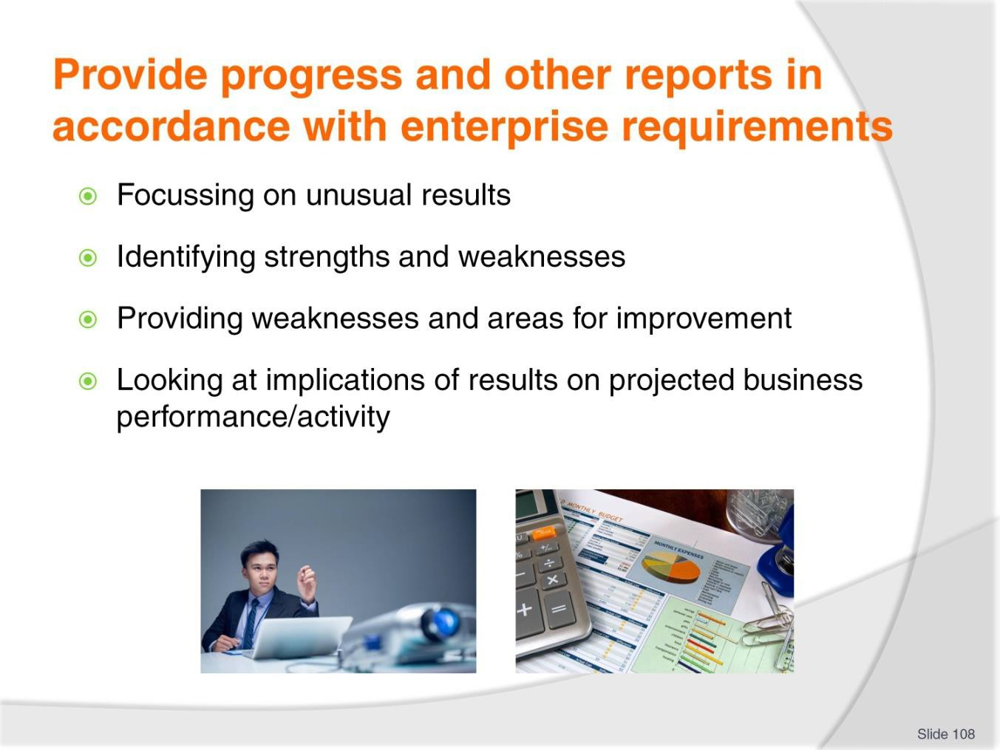 Provide progress and other reports in
accordance with enterprise requirements
Focussing on unusual results
Identifying strengths and weaknesses
Providing weaknesses and areas for improvement
Looking at implications of results on projected business
performance/activity
MONTHLY BUDGET
MONTHLY EXPENSES
Slide 108